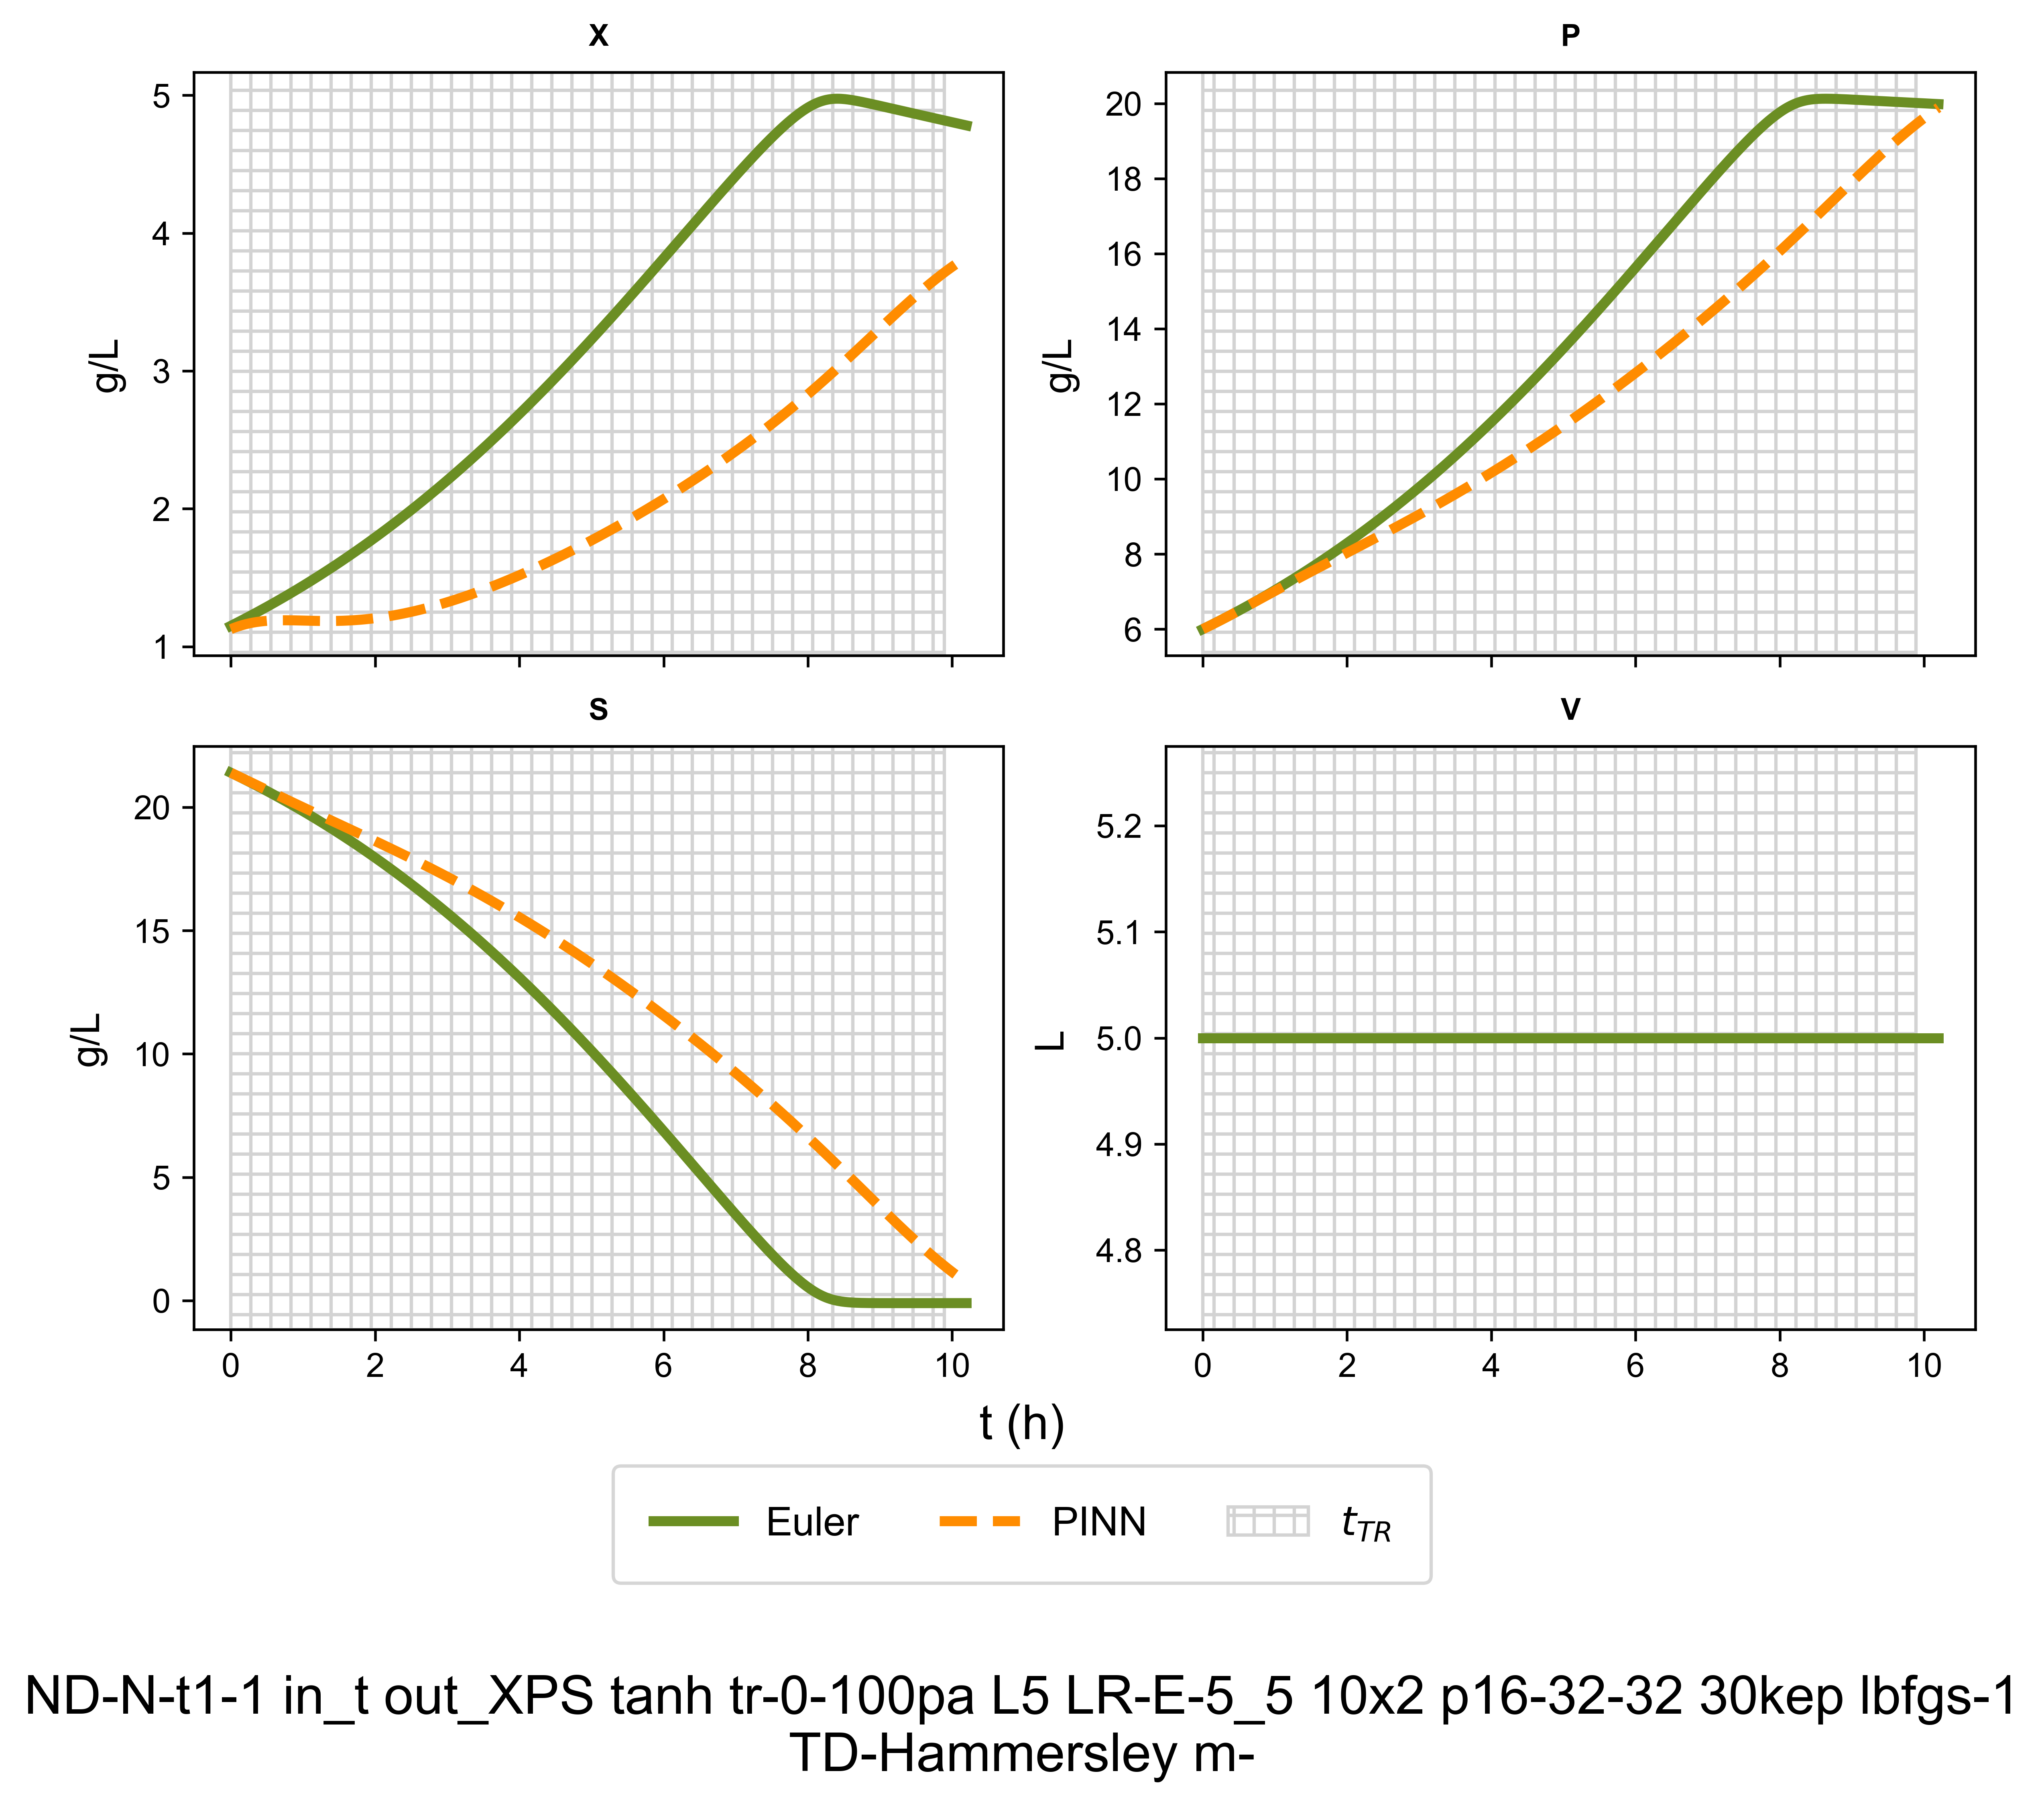 X
5
4
3
2
1
g/L
P
20
18
16
14
12
10
8
6
g/L
S
20
15
10
5
0
g/L
0 2 4 6 8 10
V
5.2
5.1
5.0
4.9
4.8
L
0 2 4 6 8 10
t (h)
Euler PINN t_TR
ND-N-t1-1 in_t out_XPS tanh tr-0-100pa L5 LR-E-5_5 10x2 p16-32-32 30kep lbfgs-1
TD-Hammersley m-